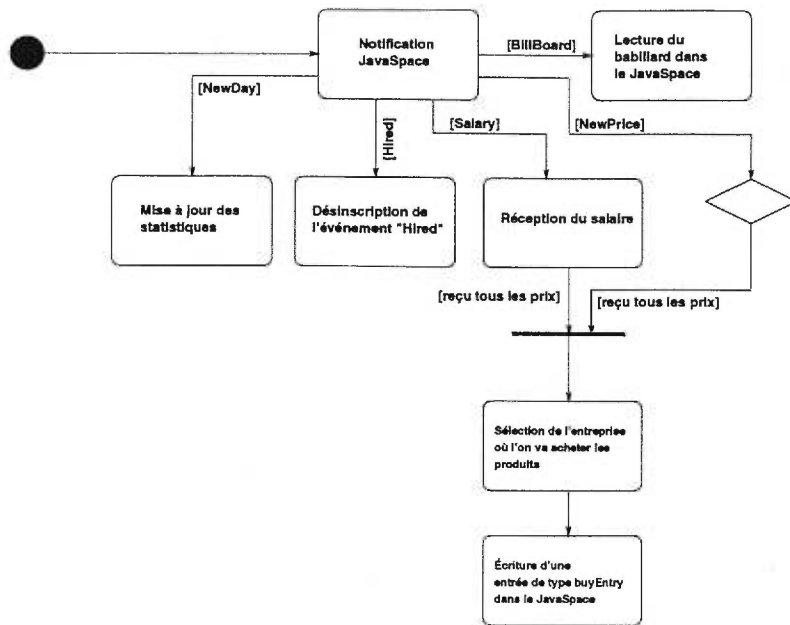 Notification
JavaSpace
[BillBoard]
Lecture du
babillard dans
le JavaSpace
[NewDay]
[Hired]
[Salary]
[NewPrice]
Mise à jour des
statistiques
Désinscription de
l'événement "Hired"
Réception du salaire
[reçu tous les prix]
[reçu tous les prix]
Sélection de l'entreprise
où l'on va acheter les
produits
Écriture d'une
entrée de type buyEntry
dans le JavaSpace